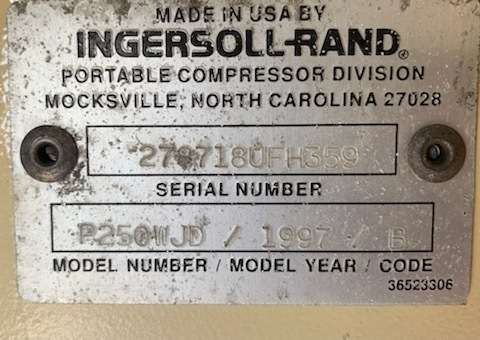 MADE IN USA BY
INGERSOLL-RAND®
PORTABLE COMPRESSOR DIVISION
MOCKSVILLE, NORTH CAROLINA 27028
278718UFH359
SERIAL NUMBER
P250WJD / 1997 / B
MODEL NUMBER / MODEL YEAR / CODE
36523306